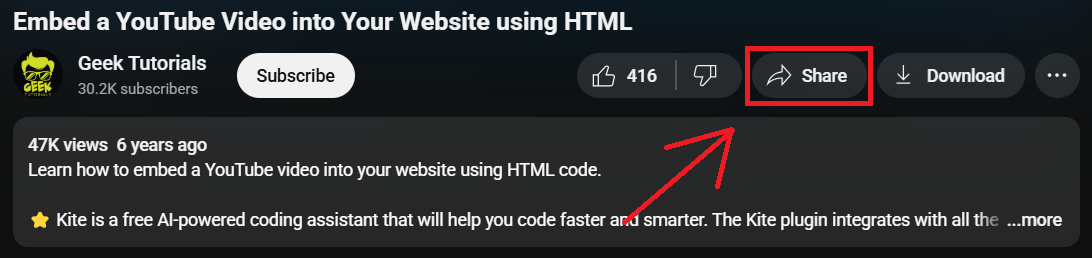 Embed a YouTube Video into Your Website using HTML
GEEK
TUTORIALS
Geek Tutorials
30.2K subscribers
Subscribe
416
Share
Download
47K views 6 years ago
Learn how to embed a YouTube video into your website using HTML code.
⭐ Kite is a free AI-powered coding assistant that will help you code faster and smarter. The Kite plugin integrates with all the ...more